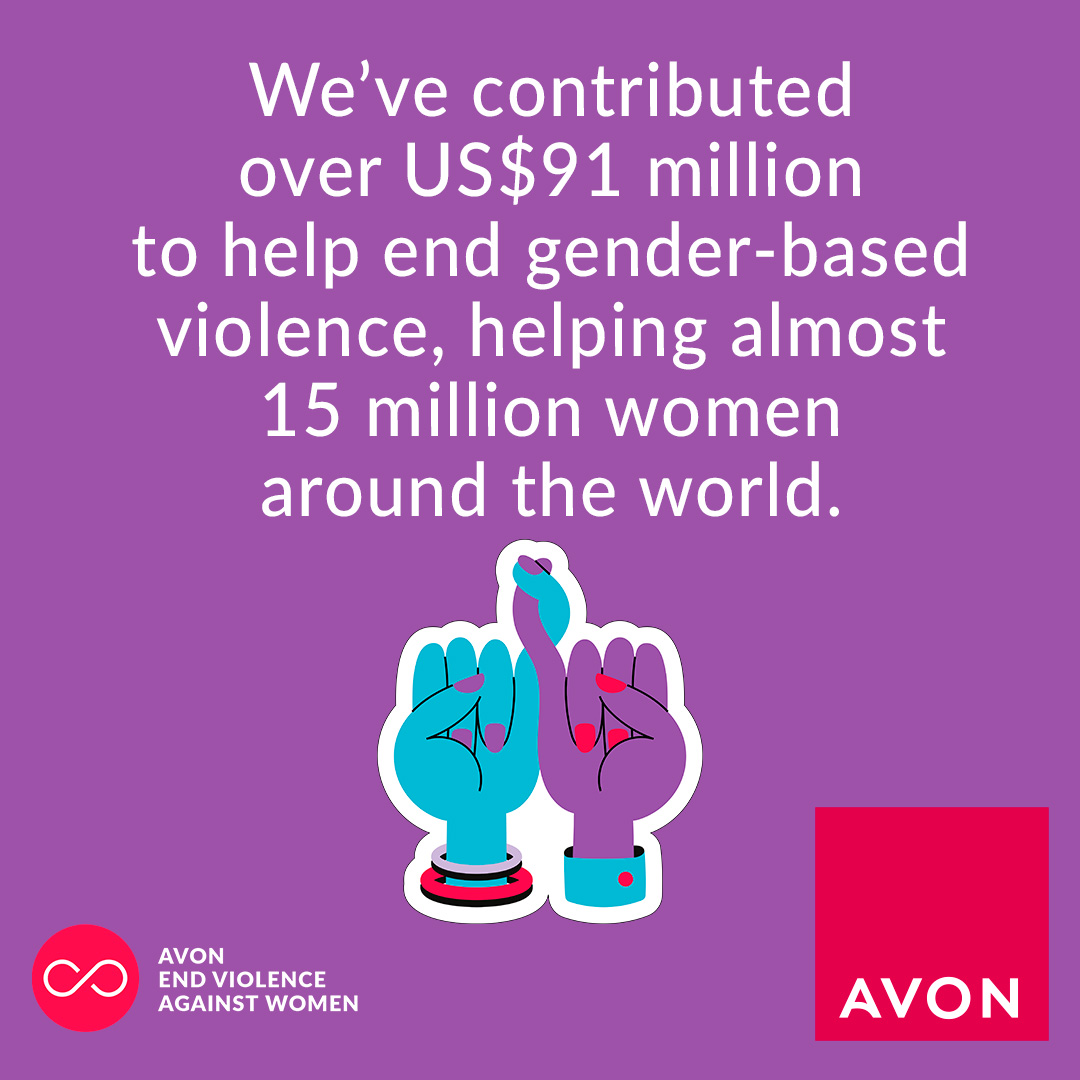 We’ve contributed
over US$91 million
to help end gender-based
violence, helping almost
15 million women
around the world.
AVON
END VIOLENCE
AGAINST WOMEN
AVON